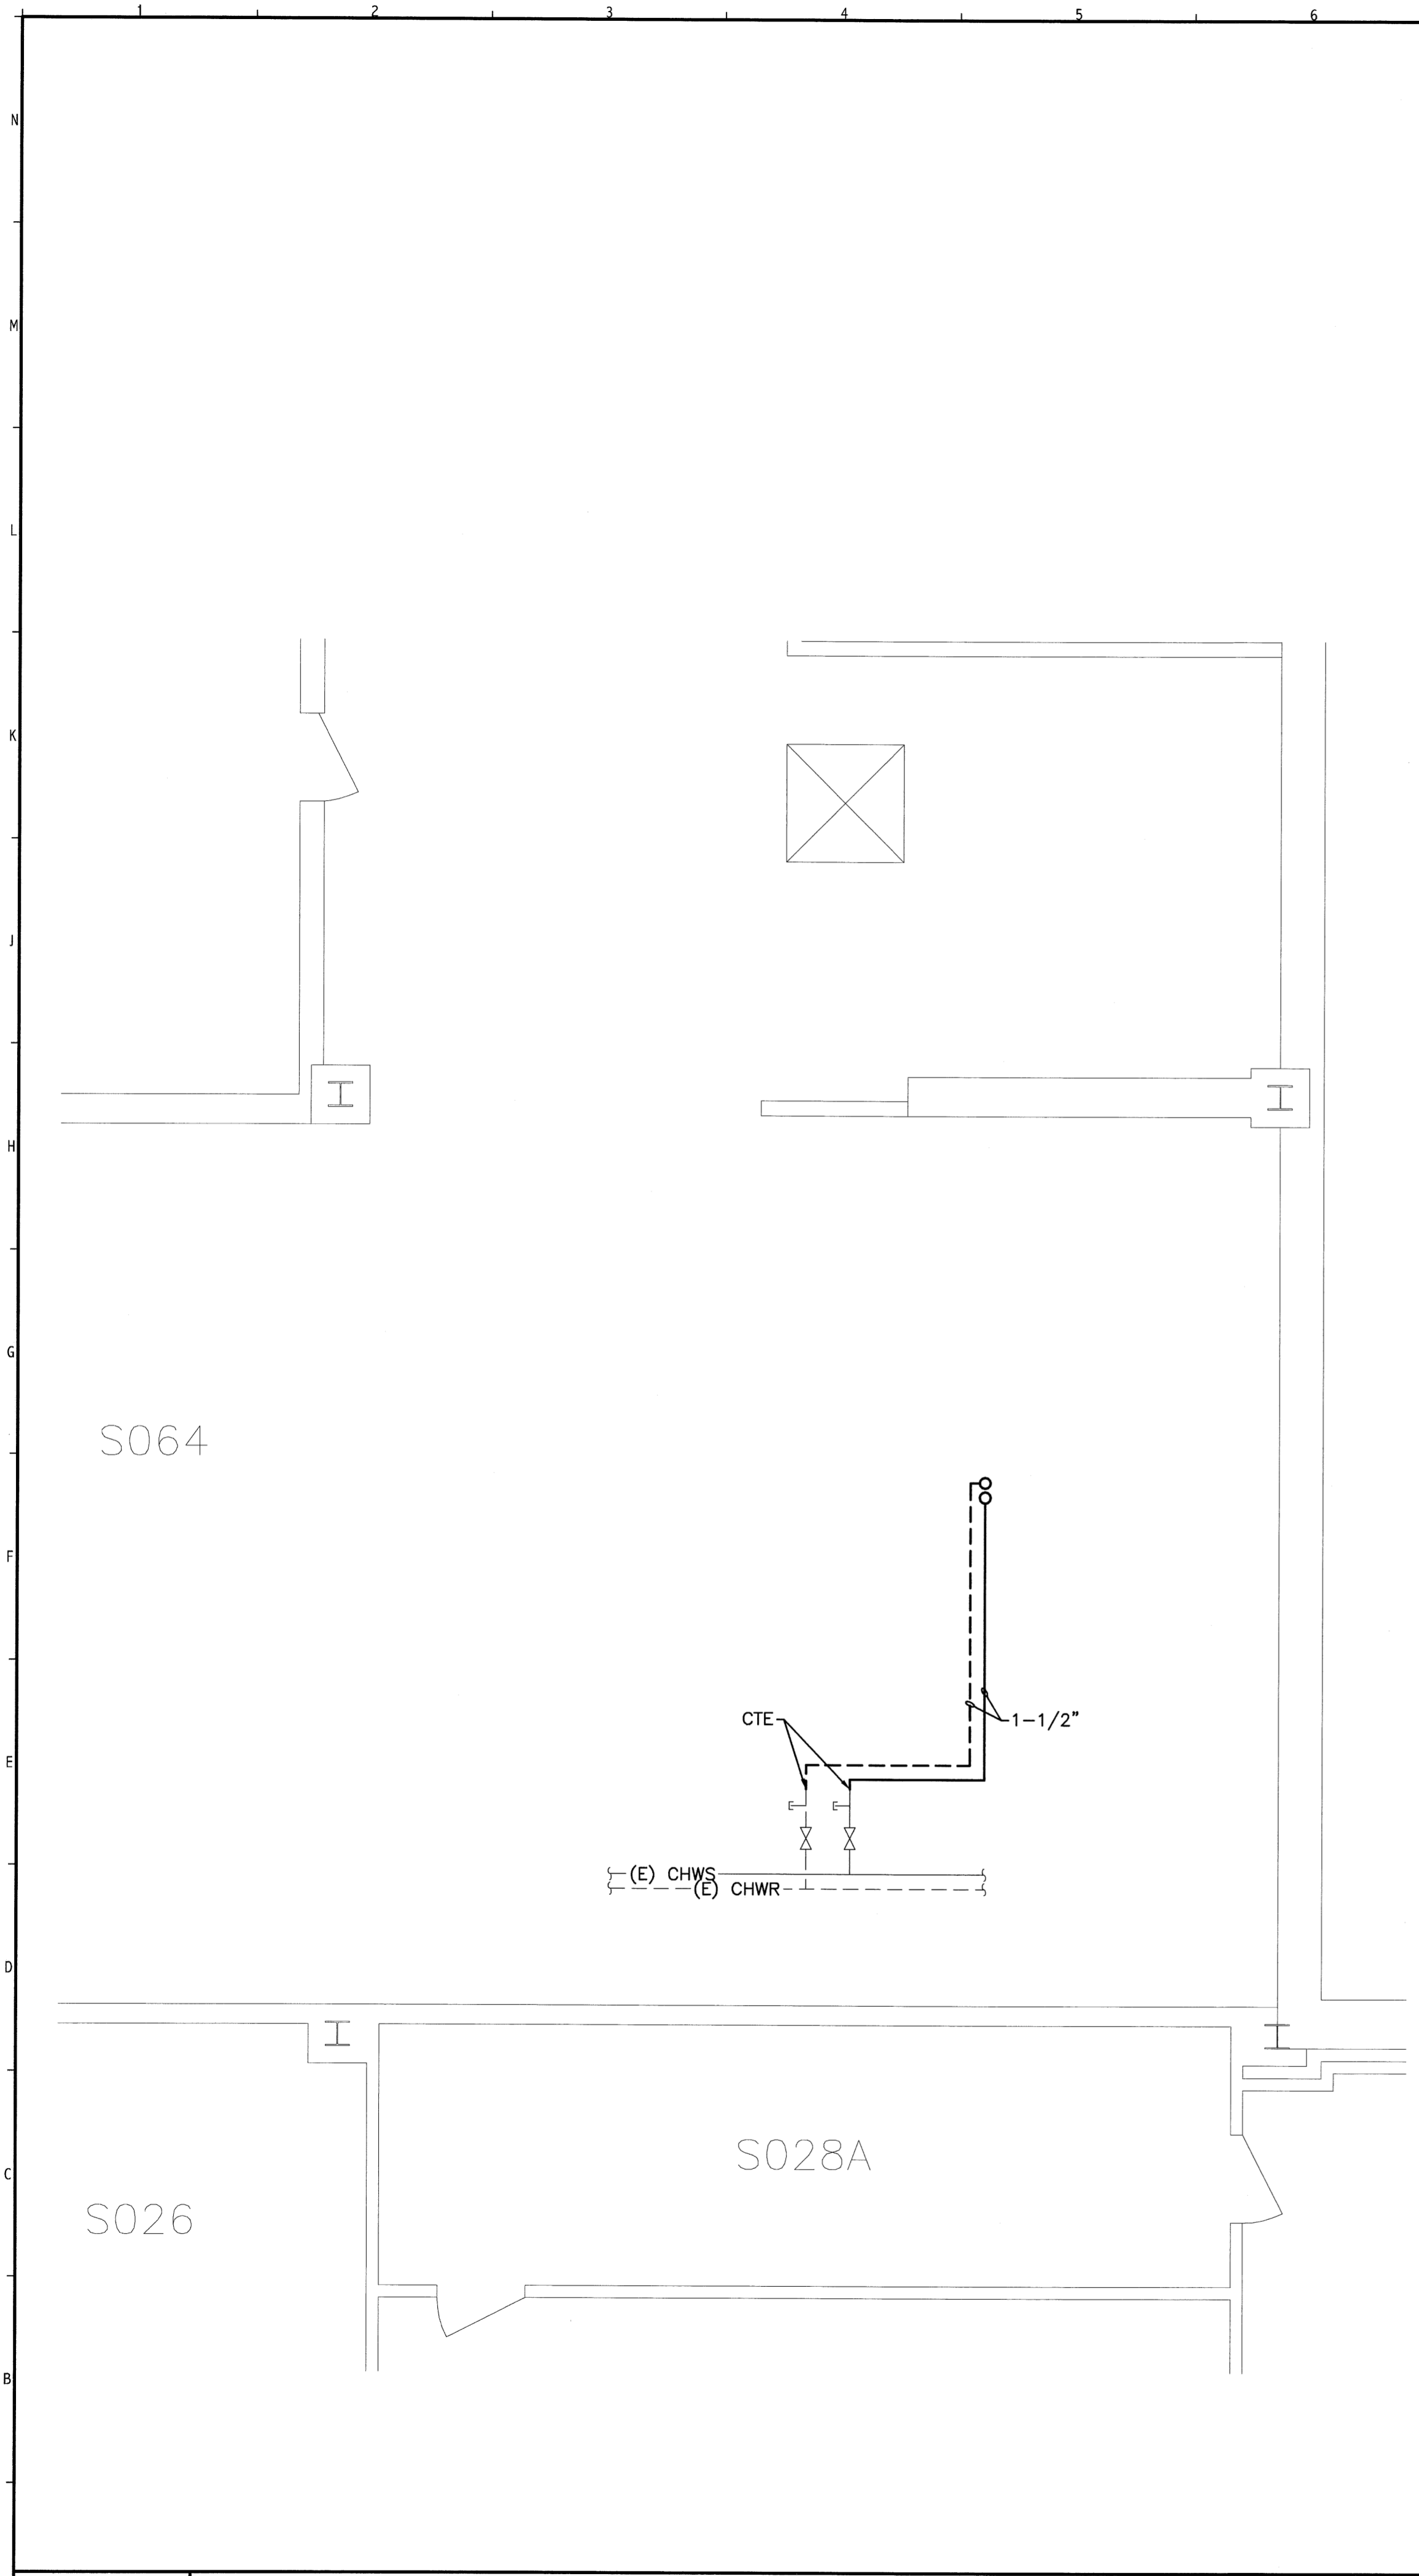 1 2 3 4 5 6
N
M
L
K
J
H
G
S064
F
CTE
1-1/2"
E
(E) CHWS
(E) CHWR
D
S028A
C
S026
B